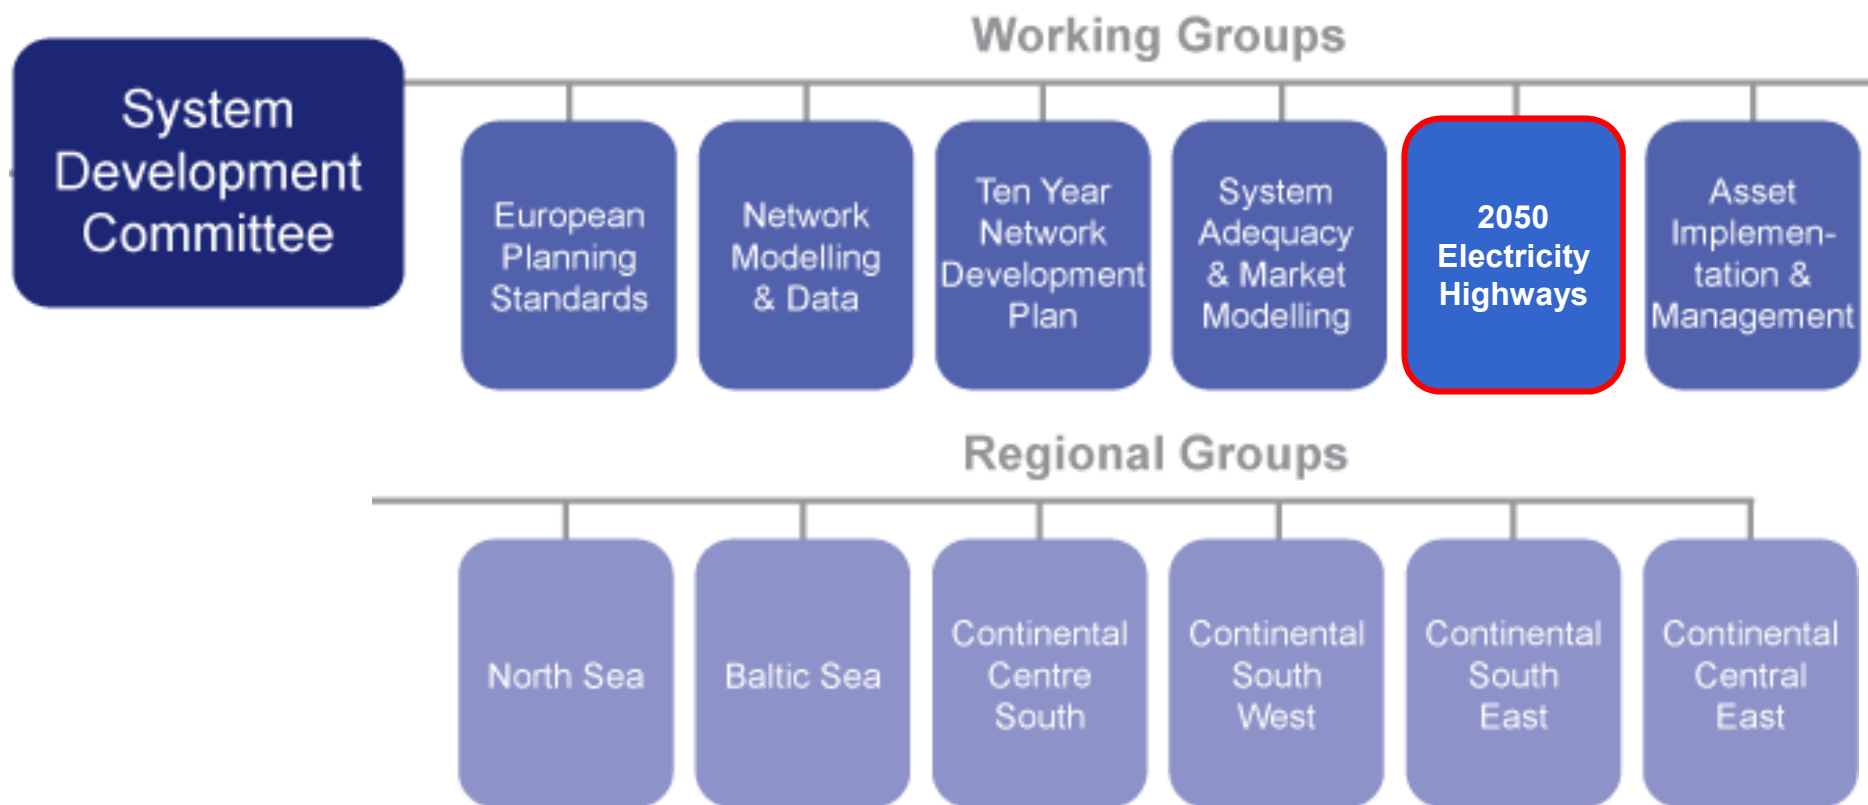 Working Groups
System
Development
Committee
European
Planning
Standards
Network
Modelling
& Data
Ten Year
Network
Development
Plan
System
Adequacy
& Market
Modelling
2050
Electricity
Highways
Asset
Implemen-
tation &
Management
Regional Groups
North Sea
Baltic Sea
Continental
Centre
South
Continental
South
West
Continental
South
East
Continental
Central
East